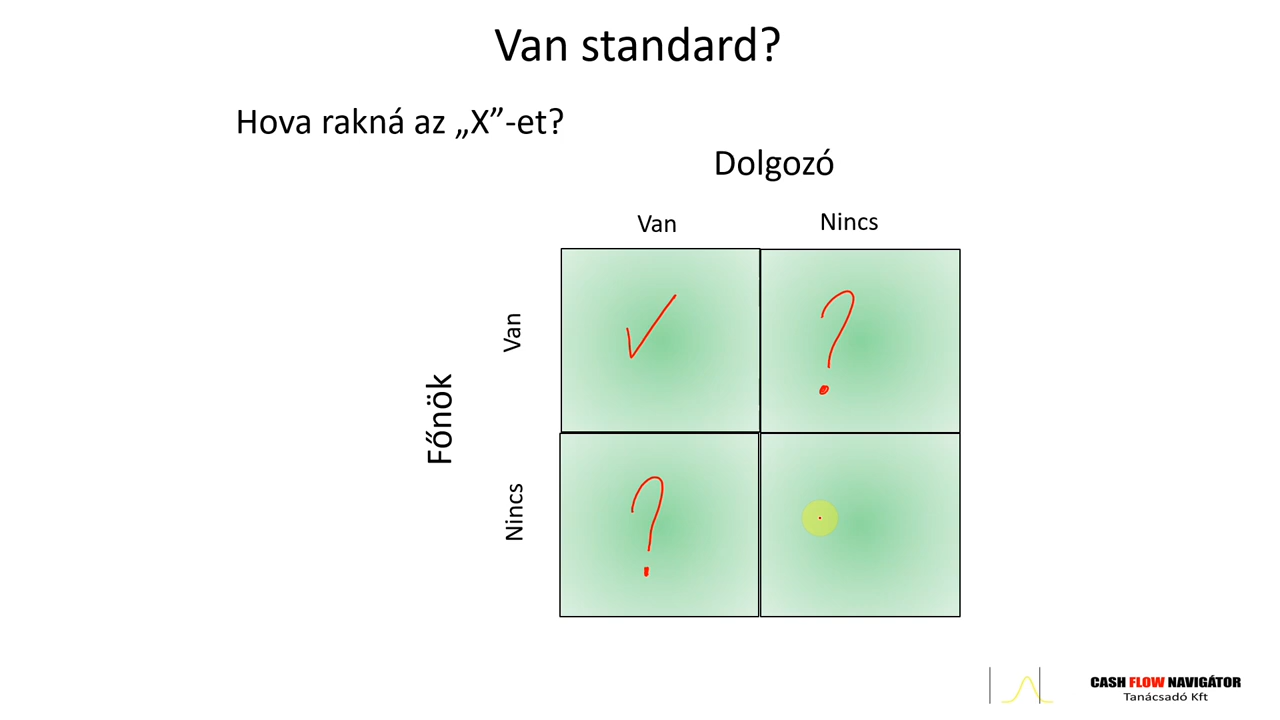 Van standard?
Hova rakná az „X”-et?
Dolgozó
Van
Nincs
Főnök
Van
?
Nincs
?
CASH FLOW NAVIGÁTOR
Tanácsadó Kft